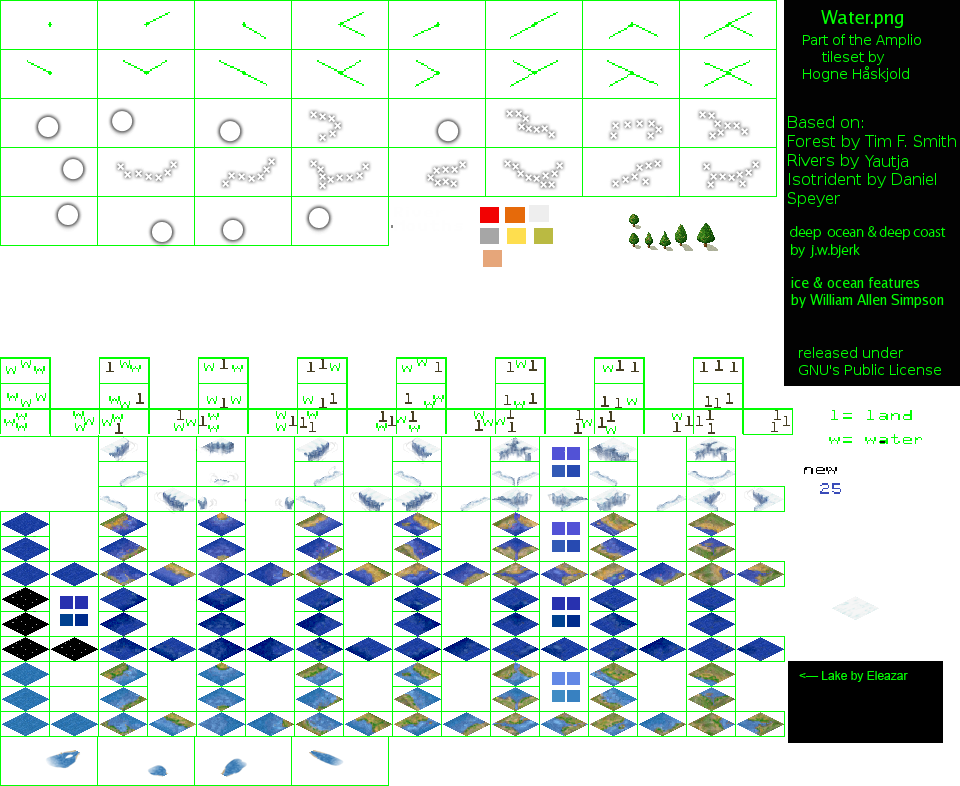 Water.png
Part of the Amplio
tileset by
Hogne Håskjold
Based on:
Forest by Tim F. Smith
Rivers by Yautja
Isotrident by Daniel
Speyer
deep ocean & deep coast
by j.w.bjerk
ice & ocean features
by William Allen Simpson
released under
GNU's Public License
l= land
w= water
new
25
<— Lake by Eleazar